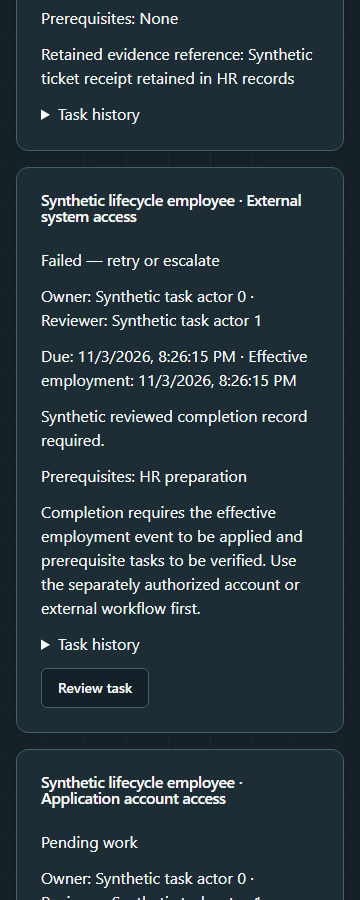 Prerequisites: None
Retained evidence reference: Synthetic
ticket receipt retained in HR records
▶ Task history
Synthetic lifecycle employee · External
system access
Failed — retry or escalate
Owner: Synthetic task actor 0 ·
Reviewer: Synthetic task actor 1
Due: 11/3/2026, 8:26:15 PM · Effective
employment: 11/3/2026, 8:26:15 PM
Synthetic reviewed completion record
required.
Prerequisites: HR preparation
Completion requires the effective
employment event to be applied and
prerequisite tasks to be verified. Use
the separately authorized account or
external workflow first.
▶ Task history
Review task
Synthetic lifecycle employee ·
Application account access
Pending work
Owner: Synthetic task actor 0 ·
Reviewer: Synthetic task actor 1